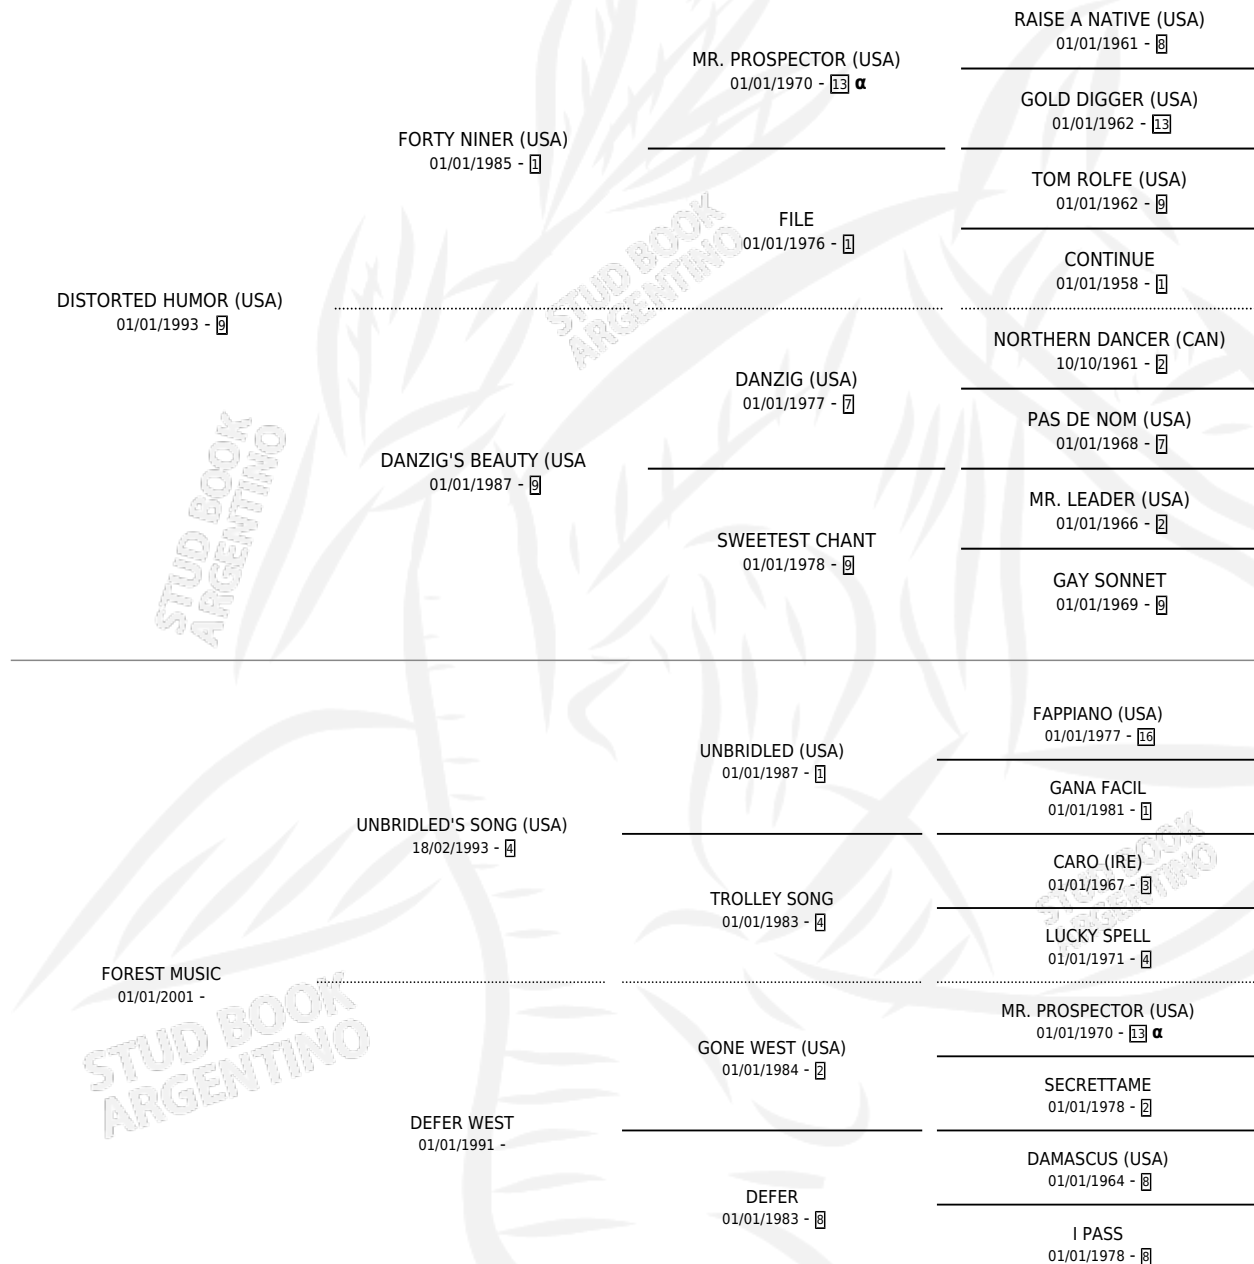 RAISE A NATIVE (USA)
01/01/1961 - 8
MR. PROSPECTOR (USA)
01/01/1970 - 13 α
GOLD DIGGER (USA)
01/01/1962 - 13
FORTY NINER (USA)
01/01/1985 - 1
TOM ROLFE (USA)
01/01/1962 - 9
FILE
01/01/1976 - 1
CONTINUE
01/01/1958 - 1
DISTORTED HUMOR (USA)
01/01/1993 - 9
STUD BOOK
ARGENTINO
NORTHERN DANCER (CAN)
10/10/1961 - 2
DANZIG (USA)
01/01/1977 - 7
PAS DE NOM (USA)
01/01/1968 - 7
DANZIG'S BEAUTY (USA
01/01/1987 - 9
STUD BOOK
ARGENTINO
MR. LEADER (USA)
01/01/1966 - 2
SWEETEST CHANT
01/01/1978 - 9
GAY SONNET
01/01/1969 - 9
FAPPIANO (USA)
01/01/1977 - 16
UNBRIDLED (USA)
01/01/1987 - 1
GANA FACIL
01/01/1981 - 1
UNBRIDLED'S SONG (USA)
18/02/1993 - 4
CARO (IRE)
01/01/1967 - 3
STUD BOOK
ARGENTINO
TROLLEY SONG
01/01/1983 - 4
LUCKY SPELL
01/01/1971 - 4
FOREST MUSIC
01/01/2001 -
STUD BOOK
ARGENTINO
MR. PROSPECTOR (USA)
01/01/1970 - 13 α
GONE WEST (USA)
01/01/1984 - 2
SECRETTAME
01/01/1978 - 2
DEFER WEST
01/01/1991 -
DAMASCUS (USA)
01/01/1964 - 8
DEFER
01/01/1983 - 8
I PASS
01/01/1978 - 8